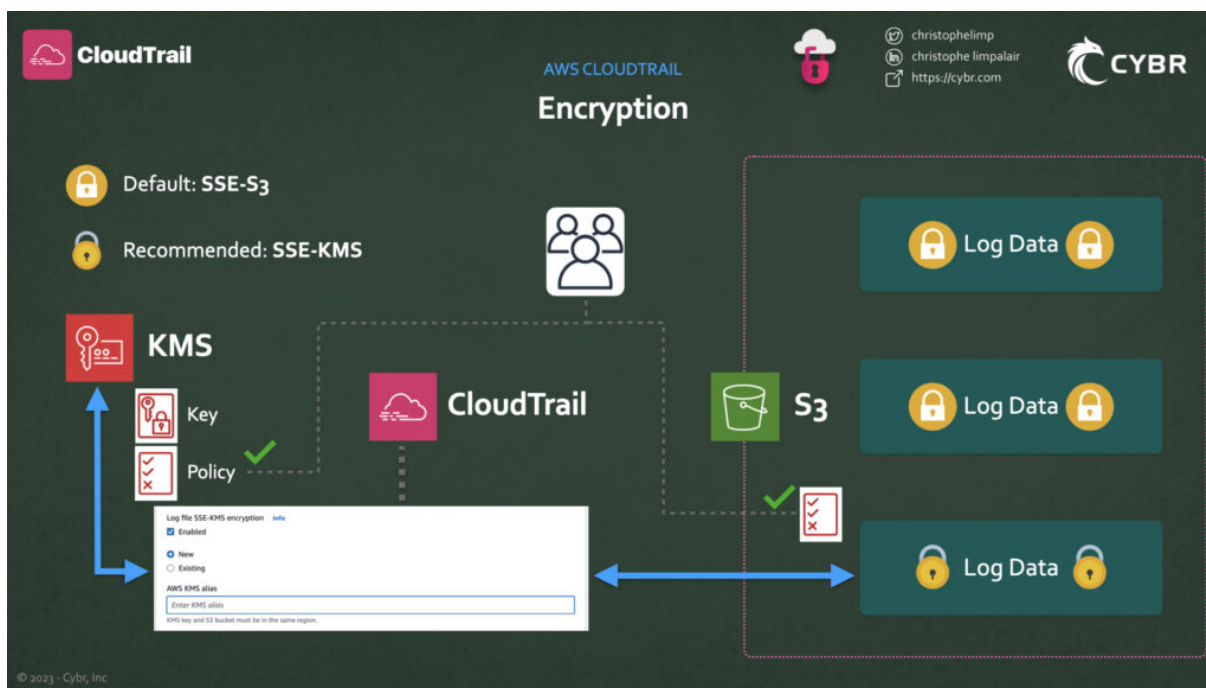 CloudTrail
AWS CLOUDTRAIL
Encryption
christophelimp
christophe limpalair
https://cybr.com
CYBR
Default: SSE-S3
Recommended: SSE-KMS
KMS
Key
Policy
CloudTrail
S3
Log Data
Log Data
Log Data
Log file SSE-KMS encryption Info
Enabled
New
Existing
AWS KMS alias
Enter KMS alias
KMS key and S3 bucket must be in the same region.
© 2023 - Cybr, Inc